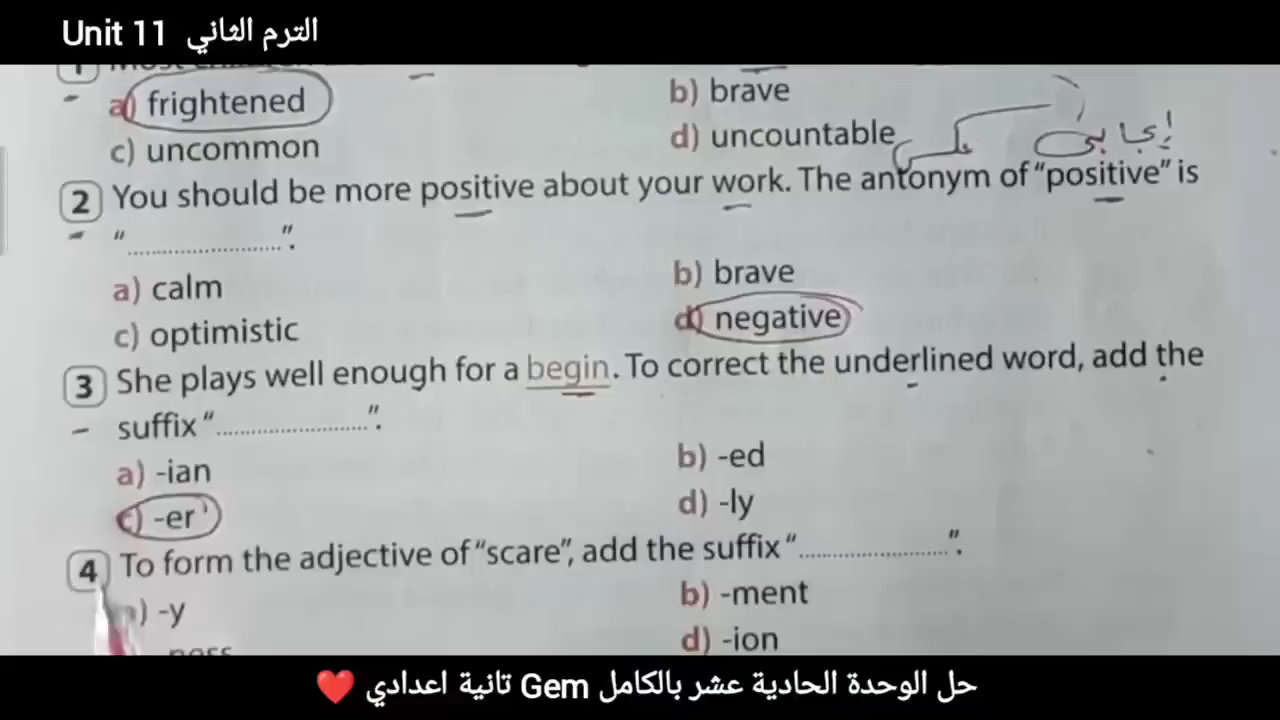 Unit 11 الترم الثاني
a) frightened b) brave
c) uncommon d) uncountable
عكس إيجابي
2 You should be more positive about your work. The antonym of "positive" is
"........................".
a) calm b) brave
c) optimistic d) negative
3 She plays well enough for a begin. To correct the underlined word, add the
suffix "........................".
a) -ian b) -ed
c) -er d) -ly
4 To form the adjective of "scare", add the suffix "........................".
) -y b) -ment
d) -ion
حل الوحدة الحادية عشر بالكامل Gem تانية اعدادي ❤️